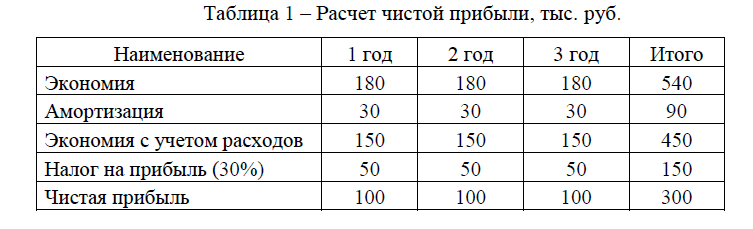 Таблица 1 – Расчет чистой прибыли, тыс. руб.
Наименование 1 год 2 год 3 год Итого
Экономия 180 180 180 540
Амортизация 30 30 30 90
Экономия с учетом расходов 150 150 150 450
Налог на прибыль (30%) 50 50 50 150
Чистая прибыль 100 100 100 300